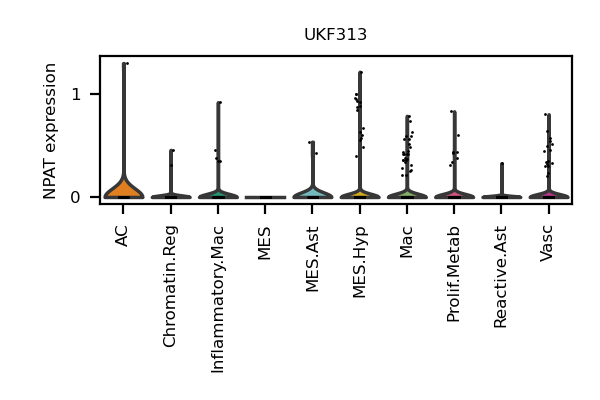 UKF313
NPAT expression
1
0
AC
Chromatin.Reg
Inflammatory.Mac
MES
MES.Ast
MES.Hyp
Mac
Prolif.Metab
Reactive.Ast
Vasc